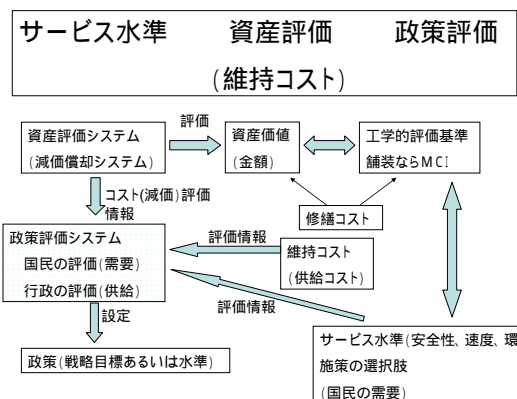 サービス水準 資産評価 政策評価
(維持コスト)
評価
資産評価システム
(減価償却システム)
資産価値
(金額)
工学的評価基準
舗装ならMCI
コスト(減価)評価
情報
修繕コスト
政策評価システム
国民の評価(需要)
行政の評価(供給)
評価情報
維持コスト
(供給コスト)
評価情報
設定
政策(戦略目標あるいは水準)
サービス水準(安全性、速度、環
施策の選択肢
(国民の需要)